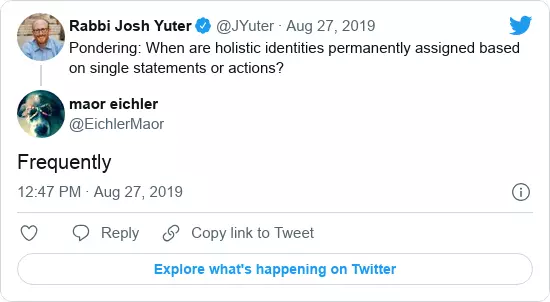 Rabbi Josh Yuter @JYuter · Aug 27, 2019
Pondering: When are holistic identities permanently assigned based
on single statements or actions?
maor eichler
@EichlerMaor
Frequently
12:47 PM · Aug 27, 2019
Reply
Copy link to Tweet
Explore what's happening on Twitter